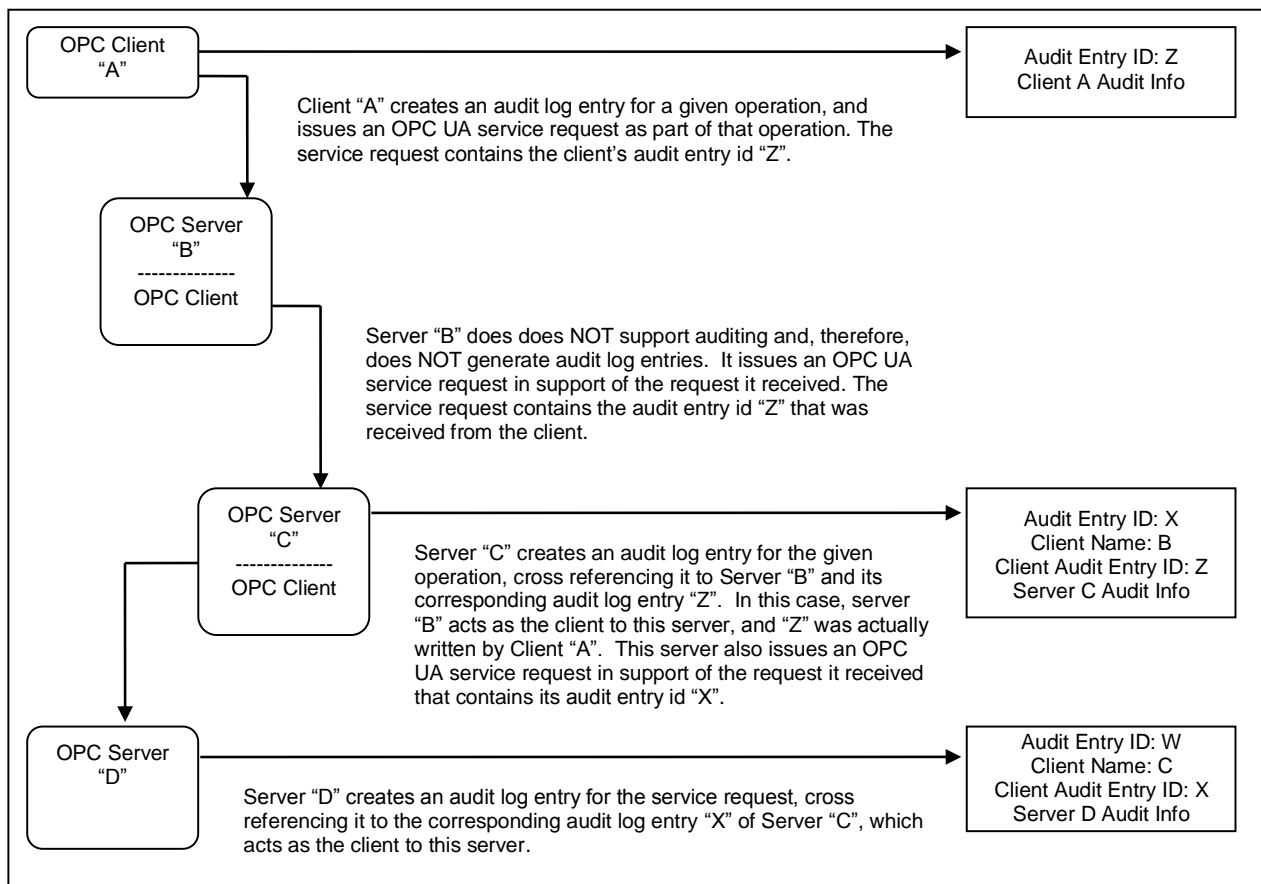 OPC Client
“A”
Audit Entry ID: Z
Client A Audit Info
Client “A” creates an audit log entry for a given operation, and
issues an OPC UA service request as part of that operation. The
service request contains the client’s audit entry id “Z”.
OPC Server
“B”
--------------
OPC Client
Server “B” does does NOT support auditing and, therefore,
does NOT generate audit log entries.  It issues an OPC UA
service request in support of the request it received. The
service request contains the audit entry id “Z” that was
received from the client.
OPC Server
“C”
--------------
OPC Client
Audit Entry ID: X
Client Name: B
Client Audit Entry ID: Z
Server C Audit Info
Server “C” creates an audit log entry for the given
operation, cross referencing it to Server “B” and its
corresponding audit log entry “Z”.  In this case, server
“B” acts as the client to this server, and “Z” was actually
written by Client “A”.  This server also issues an OPC
UA service request in support of the request it received
that contains its audit entry id “X”.
OPC Server
“D”
Audit Entry ID: W
Client Name: C
Client Audit Entry ID: X
Server D Audit Info
Server “D” creates an audit log entry for the service request, cross
referencing it to the corresponding audit log entry “X” of Server “C”, which
acts as the client to this server.